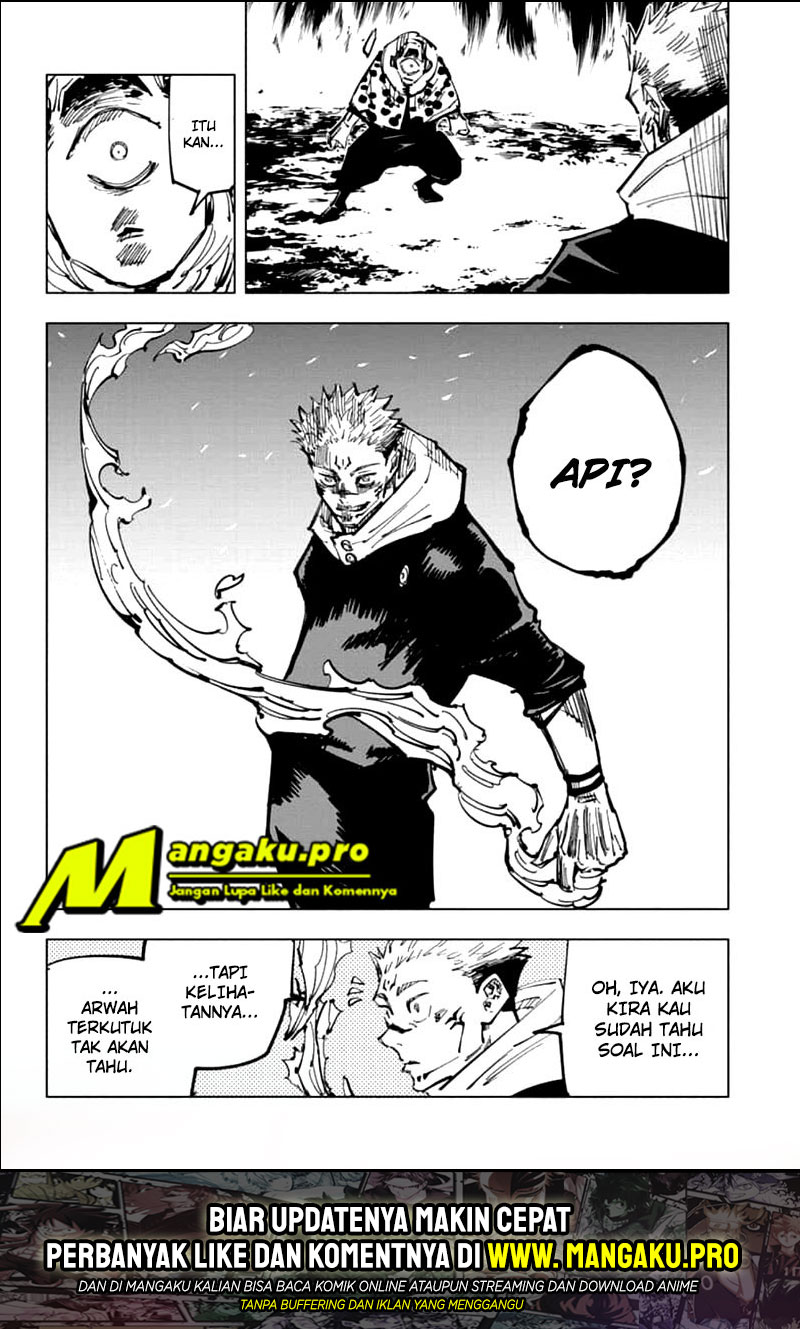 ITU
KAN...
API?
Mangaku.pro
Jangan Lupa Like dan Komennya
OH, IYA. AKU
KIRA KAU
SUDAH TAHU
SOAL INI...
...TAPI
KELIHA-
TANNYA...
...
ARWAH
TERKUTUK
TAK AKAN
TAHU.
BIAR UPDATENYA MAKIN CEPAT
PERBANYAK LIKE DAN KOMENTNYA DI WWW. MANGAKU.PRO
DAN DI MANGAKU KALIAN BISA BACA KOMIK ONLINE ATAUPUN STREAMING DAN DOWNLOAD ANIME
TANPA BUFFERING DAN IKLAN YANG MENGGANGU